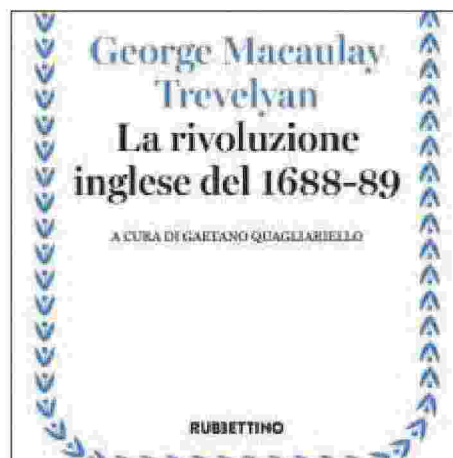 George Macaulay
Trevelyan
La rivoluzione
inglese del 1688-89
A CURA DI GAETANO QUAGLIARIELLO
RUBBETTINO